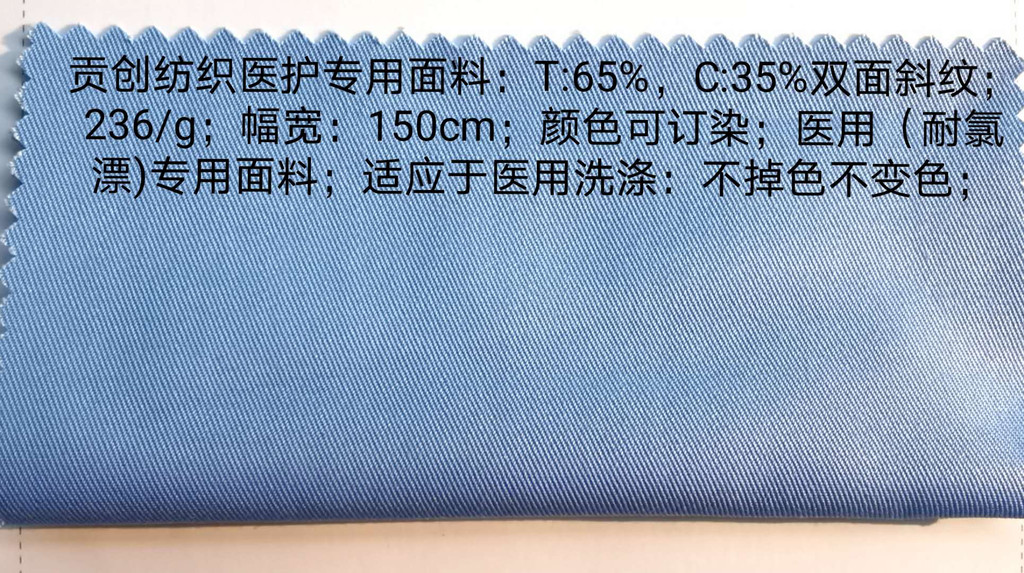 贡创纺织医护专用面料：T:65%，C:35%双面斜纹；
236/g；幅宽：150cm；颜色可订染；医用（耐氯
漂)专用面料；适应于医用洗涤：不掉色不变色；